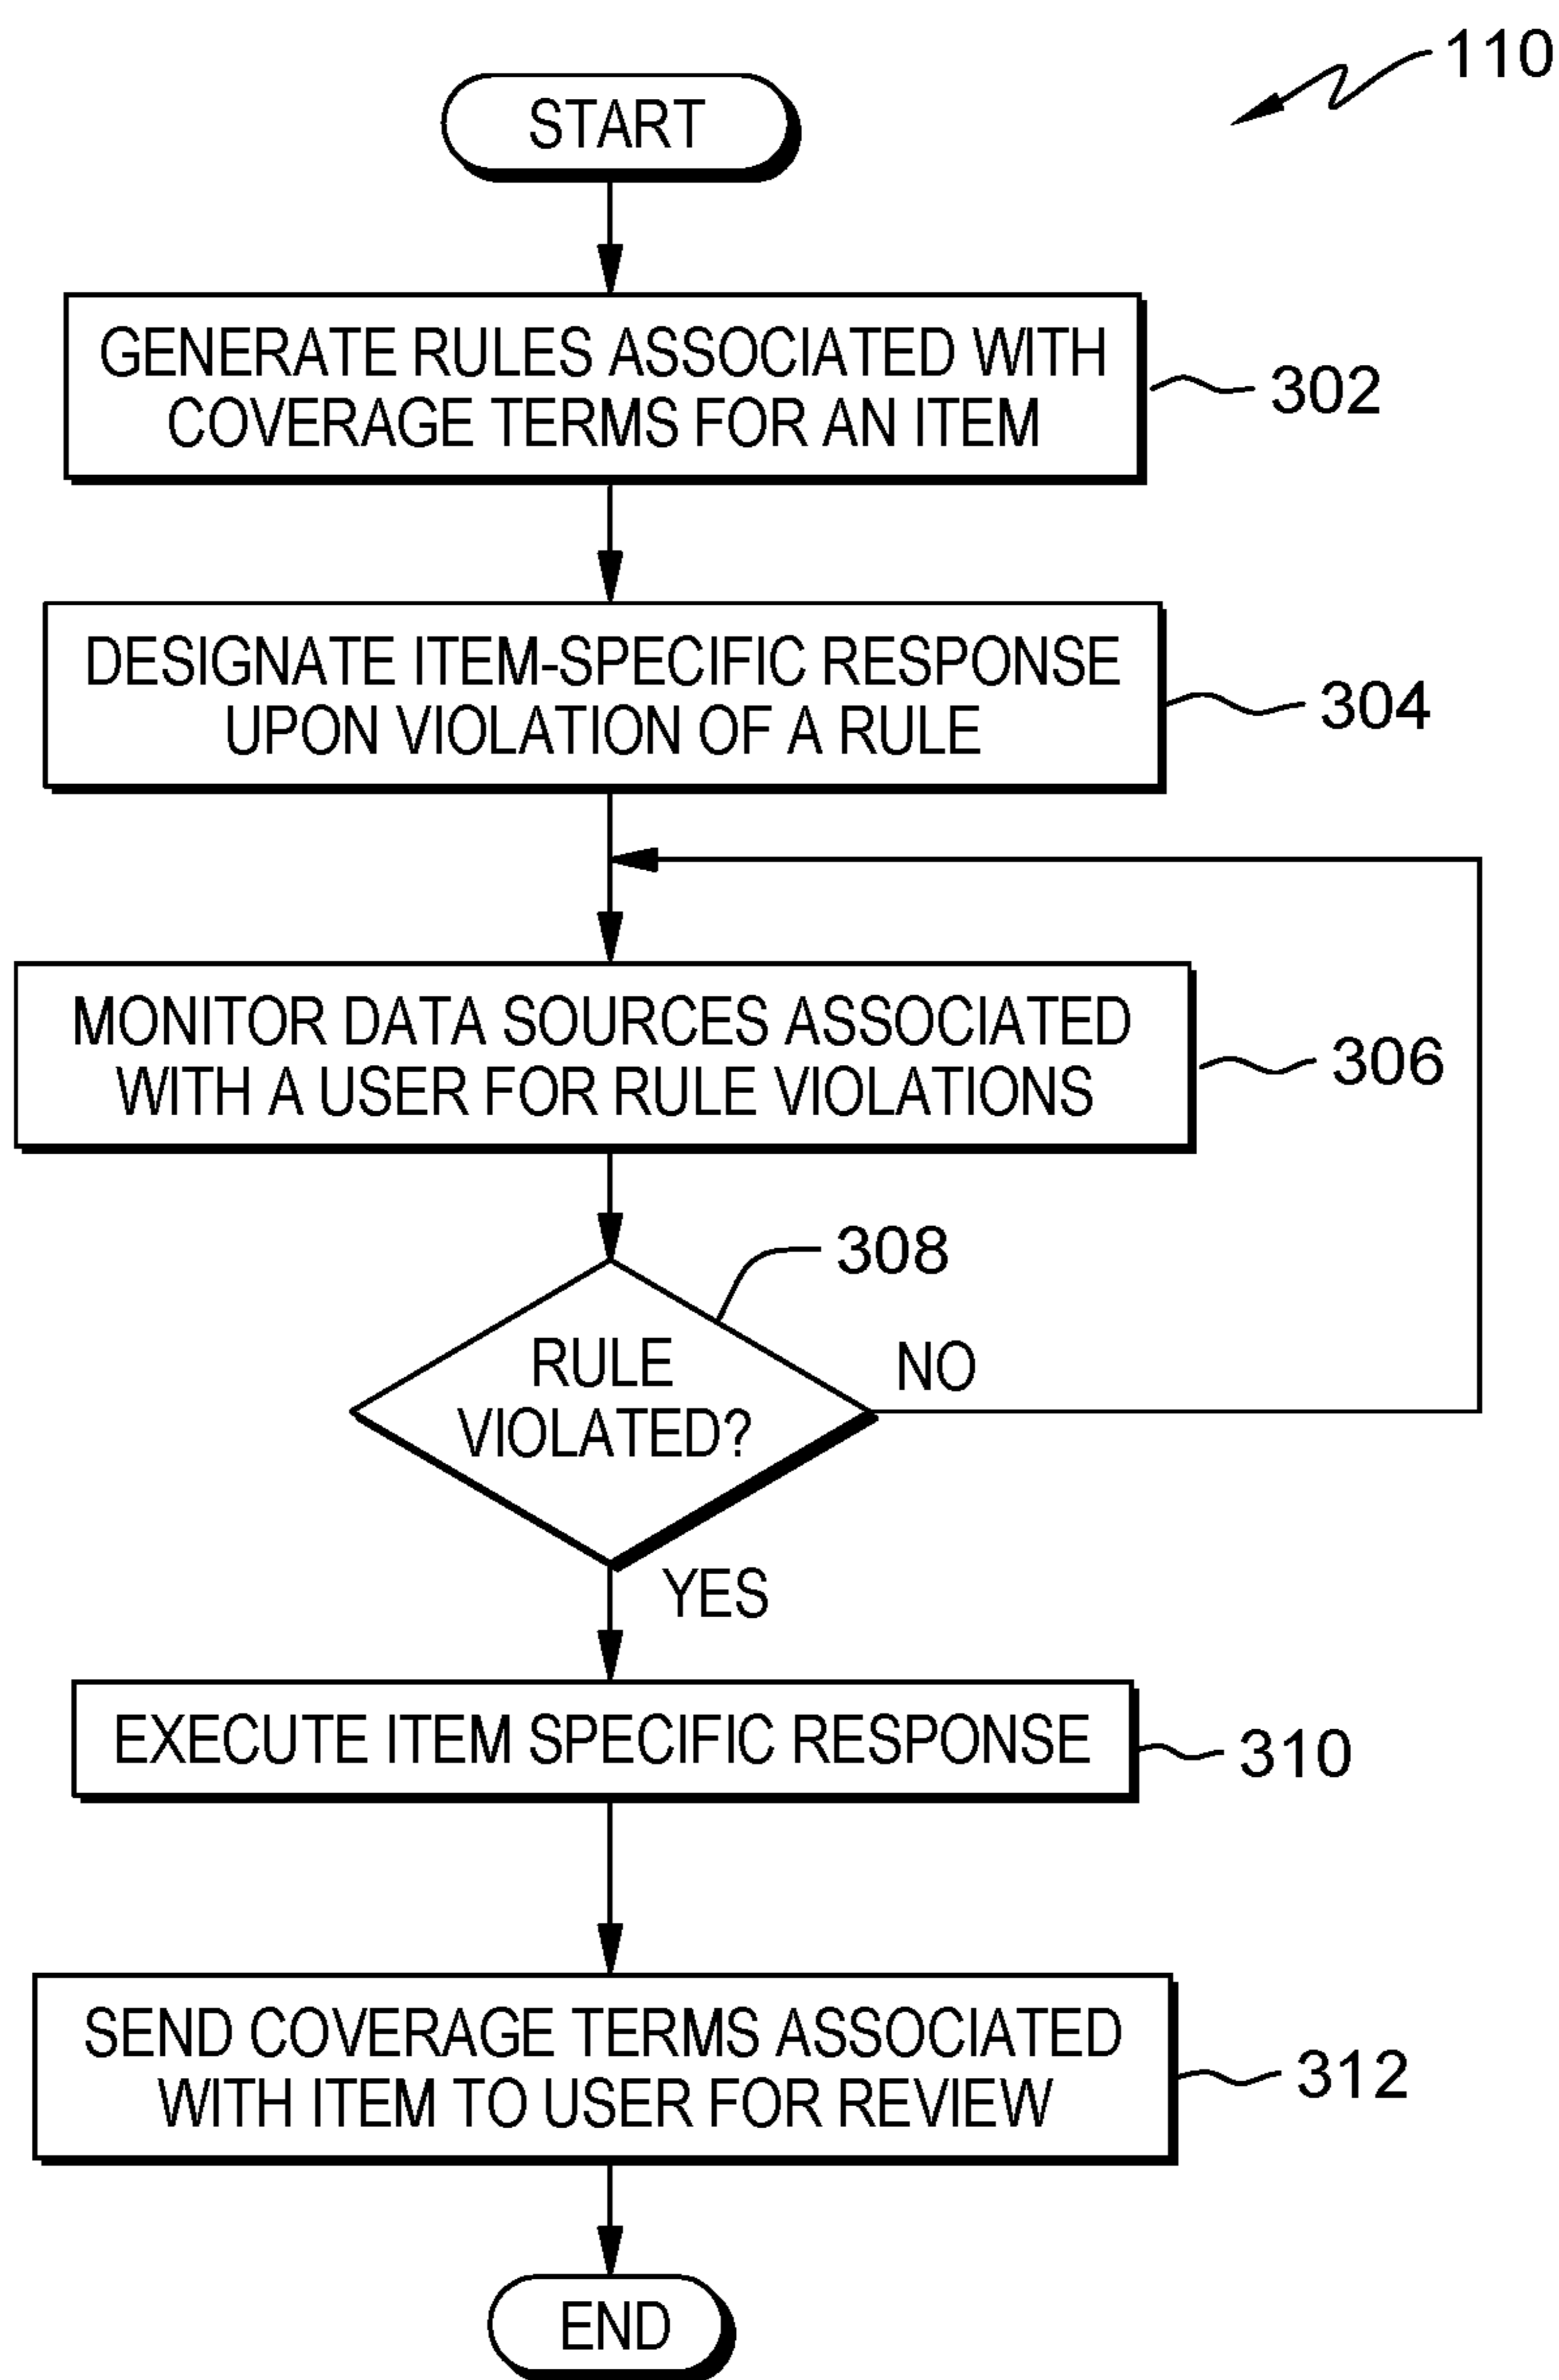 110
START
GENERATE RULES ASSOCIATED WITH
COVERAGE TERMS FOR AN ITEM
302
DESIGNATE ITEM-SPECIFIC RESPONSE
UPON VIOLATION OF A RULE
304
MONITOR DATA SOURCES ASSOCIATED
WITH A USER FOR RULE VIOLATIONS
306
308
RULE
VIOLATED?
NO
YES
EXECUTE ITEM SPECIFIC RESPONSE
310
SEND COVERAGE TERMS ASSOCIATED
WITH ITEM TO USER FOR REVIEW
312
END